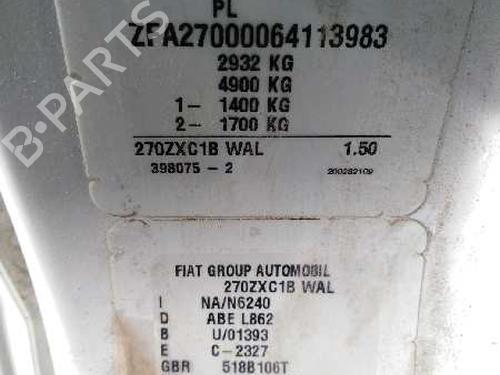 PL
ZFA27000064113983
2932 KG
4900 KG
1- 1400 KG
2- 1700 KG
270ZXC1B WAL 1.50
398075 - 2 200282109
FIAT GROUP AUTOMOBIL
270ZXC1B WAL
I NA/N6240
D ABE L862
B U/01393
E C-2327
GBR 518B106T